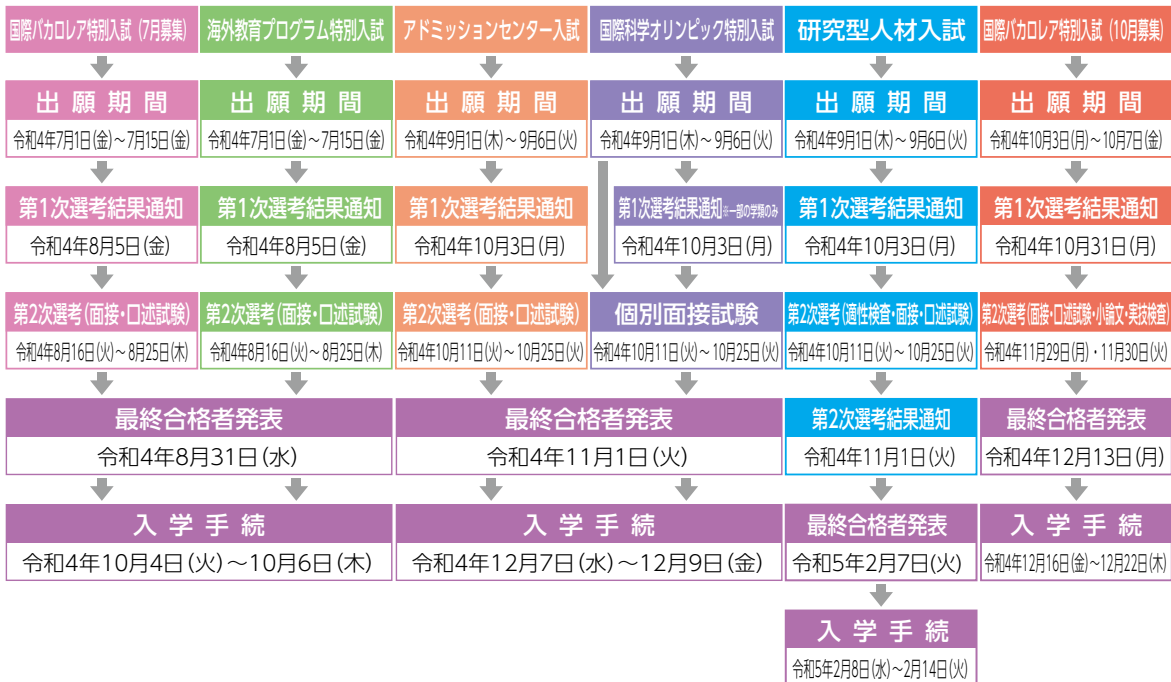 国際バカロレア特別入試（7月募集）
海外教育プログラム特別入試
アドミッションセンター入試
国際科学オリンピック特別入試
研究型人材入試
国際バカロレア特別入試（10月募集）
出願期間
出願期間
出願期間
出願期間
出願期間
出願期間
令和4年7月1日(金)～7月15日(金)
令和4年7月1日(金)～7月15日(金)
令和4年9月1日(木)～9月6日(火)
令和4年9月1日(木)～9月6日(火)
令和4年9月1日(木)～9月6日(火)
令和4年10月3日(月)～10月7日(金)
第1次選考結果通知
第1次選考結果通知
第1次選考結果通知
第1次選考結果通知※一部の学類のみ
第1次選考結果通知
第1次選考結果通知
令和4年8月5日(金)
令和4年8月5日(金)
令和4年10月3日(月)
令和4年10月3日(月)
令和4年10月3日(月)
令和4年10月31日(月)
第2次選考(面接・口述試験)
第2次選考(面接・口述試験)
第2次選考(面接・口述試験)
個別面接試験
第2次選考(適性検査・面接・口述試験)
第2次選考(面接・口述試験・小論文・実技検査)
令和4年8月16日(火)～8月25日(木)
令和4年8月16日(火)～8月25日(木)
令和4年10月11日(火)～10月25日(火)
令和4年10月11日(火)～10月25日(火)
令和4年10月11日(火)～10月25日(火)
令和4年11月29日(月)・11月30日(火)
最終合格者発表
最終合格者発表
第2次選考結果通知
最終合格者発表
令和4年8月31日(水)
令和4年11月1日(火)
令和4年11月1日(火)
令和4年12月13日(月)
入学手続
入学手続
最終合格者発表
入学手続
令和4年10月4日(火)～10月6日(木)
令和4年12月7日(水)～12月9日(金)
令和5年2月7日(火)
令和4年12月16日(金)～12月22日(木)
入学手続
令和5年2月8日(水)～2月14日(火)